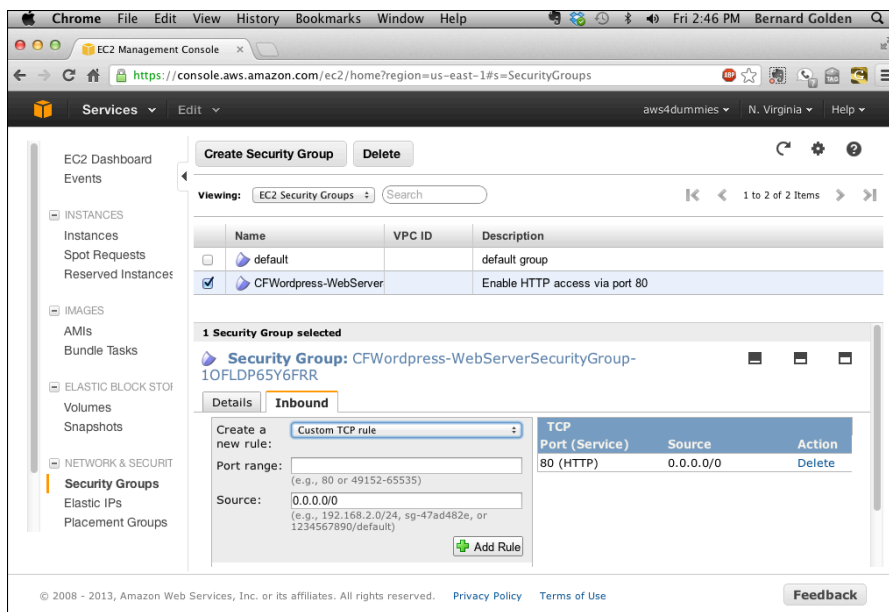 Chrome File Edit View History Bookmarks Window Help Fri 2:46 PM Bernard Golden
EC2 Management Console ×
https://console.aws.amazon.com/ec2/home?region=us-east-1#s=SecurityGroups
Services Edit aws4dummies N. Virginia Help
EC2 Dashboard
Events
INSTANCES
Instances
Spot Requests
Reserved Instances
IMAGES
AMIs
Bundle Tasks
ELASTIC BLOCK STOR
Volumes
Snapshots
NETWORK & SECURIT
Security Groups
Elastic IPs
Placement Groups
Create Security Group Delete
Viewing: EC2 Security Groups Search 1 to 2 of 2 Items
Name VPC ID Description
default default group
CFWordpress-WebServer Enable HTTP access via port 80
1 Security Group selected
Security Group: CFWordpress-WebServerSecurityGroup-
1OFLDP65Y6FRR
Details Inbound
Create a new rule: Custom TCP rule
Port range:
(e.g., 80 or 49152-65535)
Source: 0.0.0.0/0
(e.g., 192.168.2.0/24, sg-47ad482e, or
1234567890/default)
Add Rule
TCP
Port (Service) Source Action
80 (HTTP) 0.0.0.0/0 Delete
© 2008 - 2013, Amazon Web Services, Inc. or its affiliates. All rights reserved. Privacy Policy Terms of Use Feedback